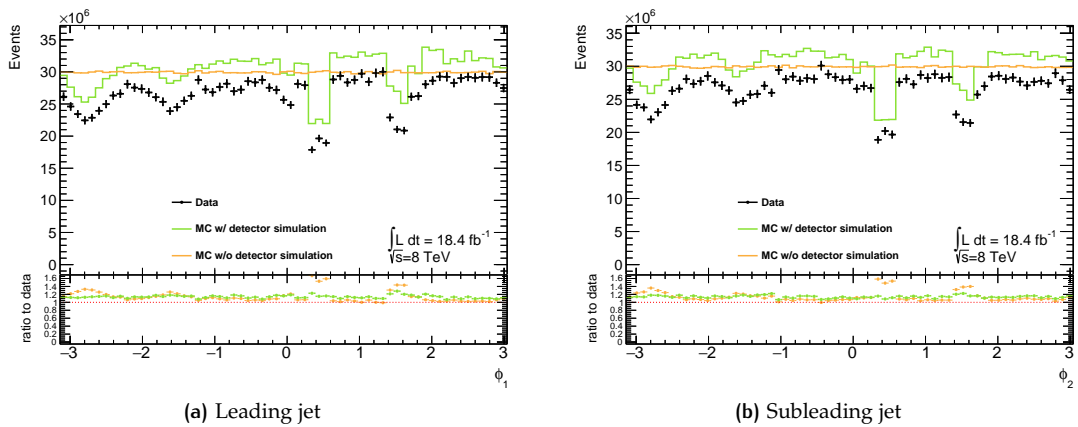 ×10⁶
Events
35
30
25
20
15
10
5
0
Data
MC w/ detector simulation
MC w/o detector simulation
∫L dt = 18.4 fb⁻¹
√s=8 TeV
ratio to data
1.6
1.4
1.2
1
0.8
0.6
0.4
0.2
0
−3 −2 −1 0 1 2 3
ϕ₁
(a) Leading jet
×10⁶
Events
35
30
25
20
15
10
5
0
Data
MC w/ detector simulation
MC w/o detector simulation
∫L dt = 18.4 fb⁻¹
√s=8 TeV
ratio to data
1.6
1.4
1.2
1
0.8
0.6
0.4
0.2
0
−3 −2 −1 0 1 2 3
ϕ₂
(b) Subleading jet